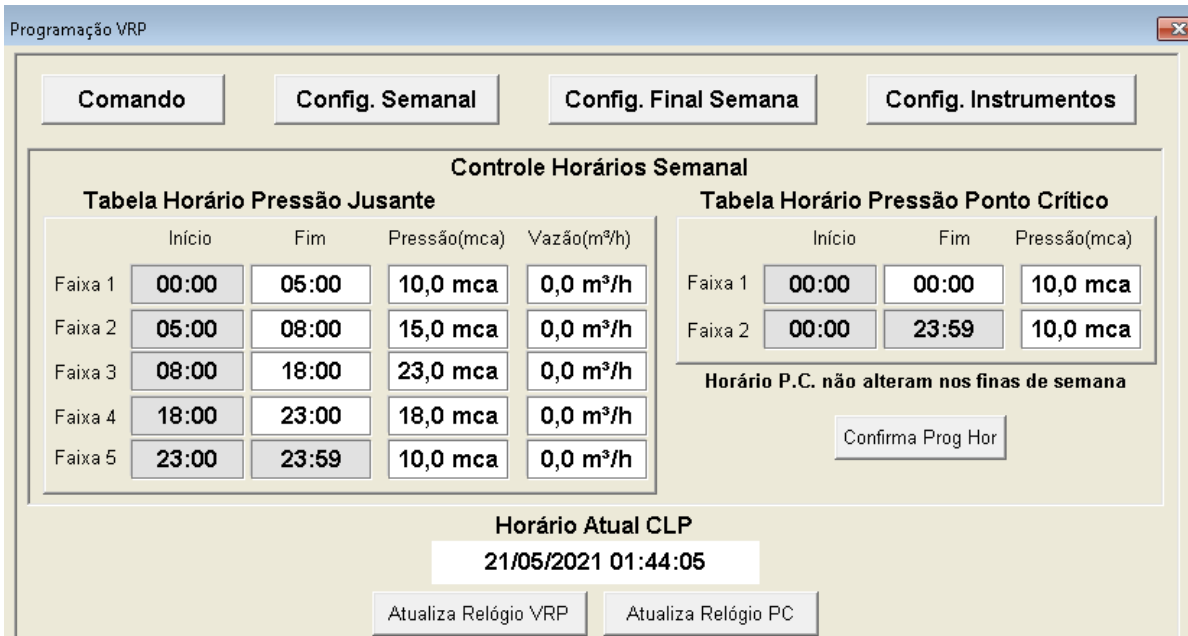 Programação VRP
Comando Config. Semanal Config. Final Semana Config. Instrumentos
Controle Horários Semanal
Tabela Horário Pressão Jusante
Início Fim Pressão(mca) Vazão(m³/h)
Faixa 1 00:00 05:00 10,0 mca 0,0 m³/h
Faixa 2 05:00 08:00 15,0 mca 0,0 m³/h
Faixa 3 08:00 18:00 23,0 mca 0,0 m³/h
Faixa 4 18:00 23:00 18,0 mca 0,0 m³/h
Faixa 5 23:00 23:59 10,0 mca 0,0 m³/h
Tabela Horário Pressão Ponto Crítico
Início Fim Pressão(mca)
Faixa 1 00:00 00:00 10,0 mca
Faixa 2 00:00 23:59 10,0 mca
Horário P.C. não alteram nos finas de semana
Confirma Prog Hor
Horário Atual CLP
21/05/2021 01:44:05
Atualiza Relógio VRP Atualiza Relógio PC